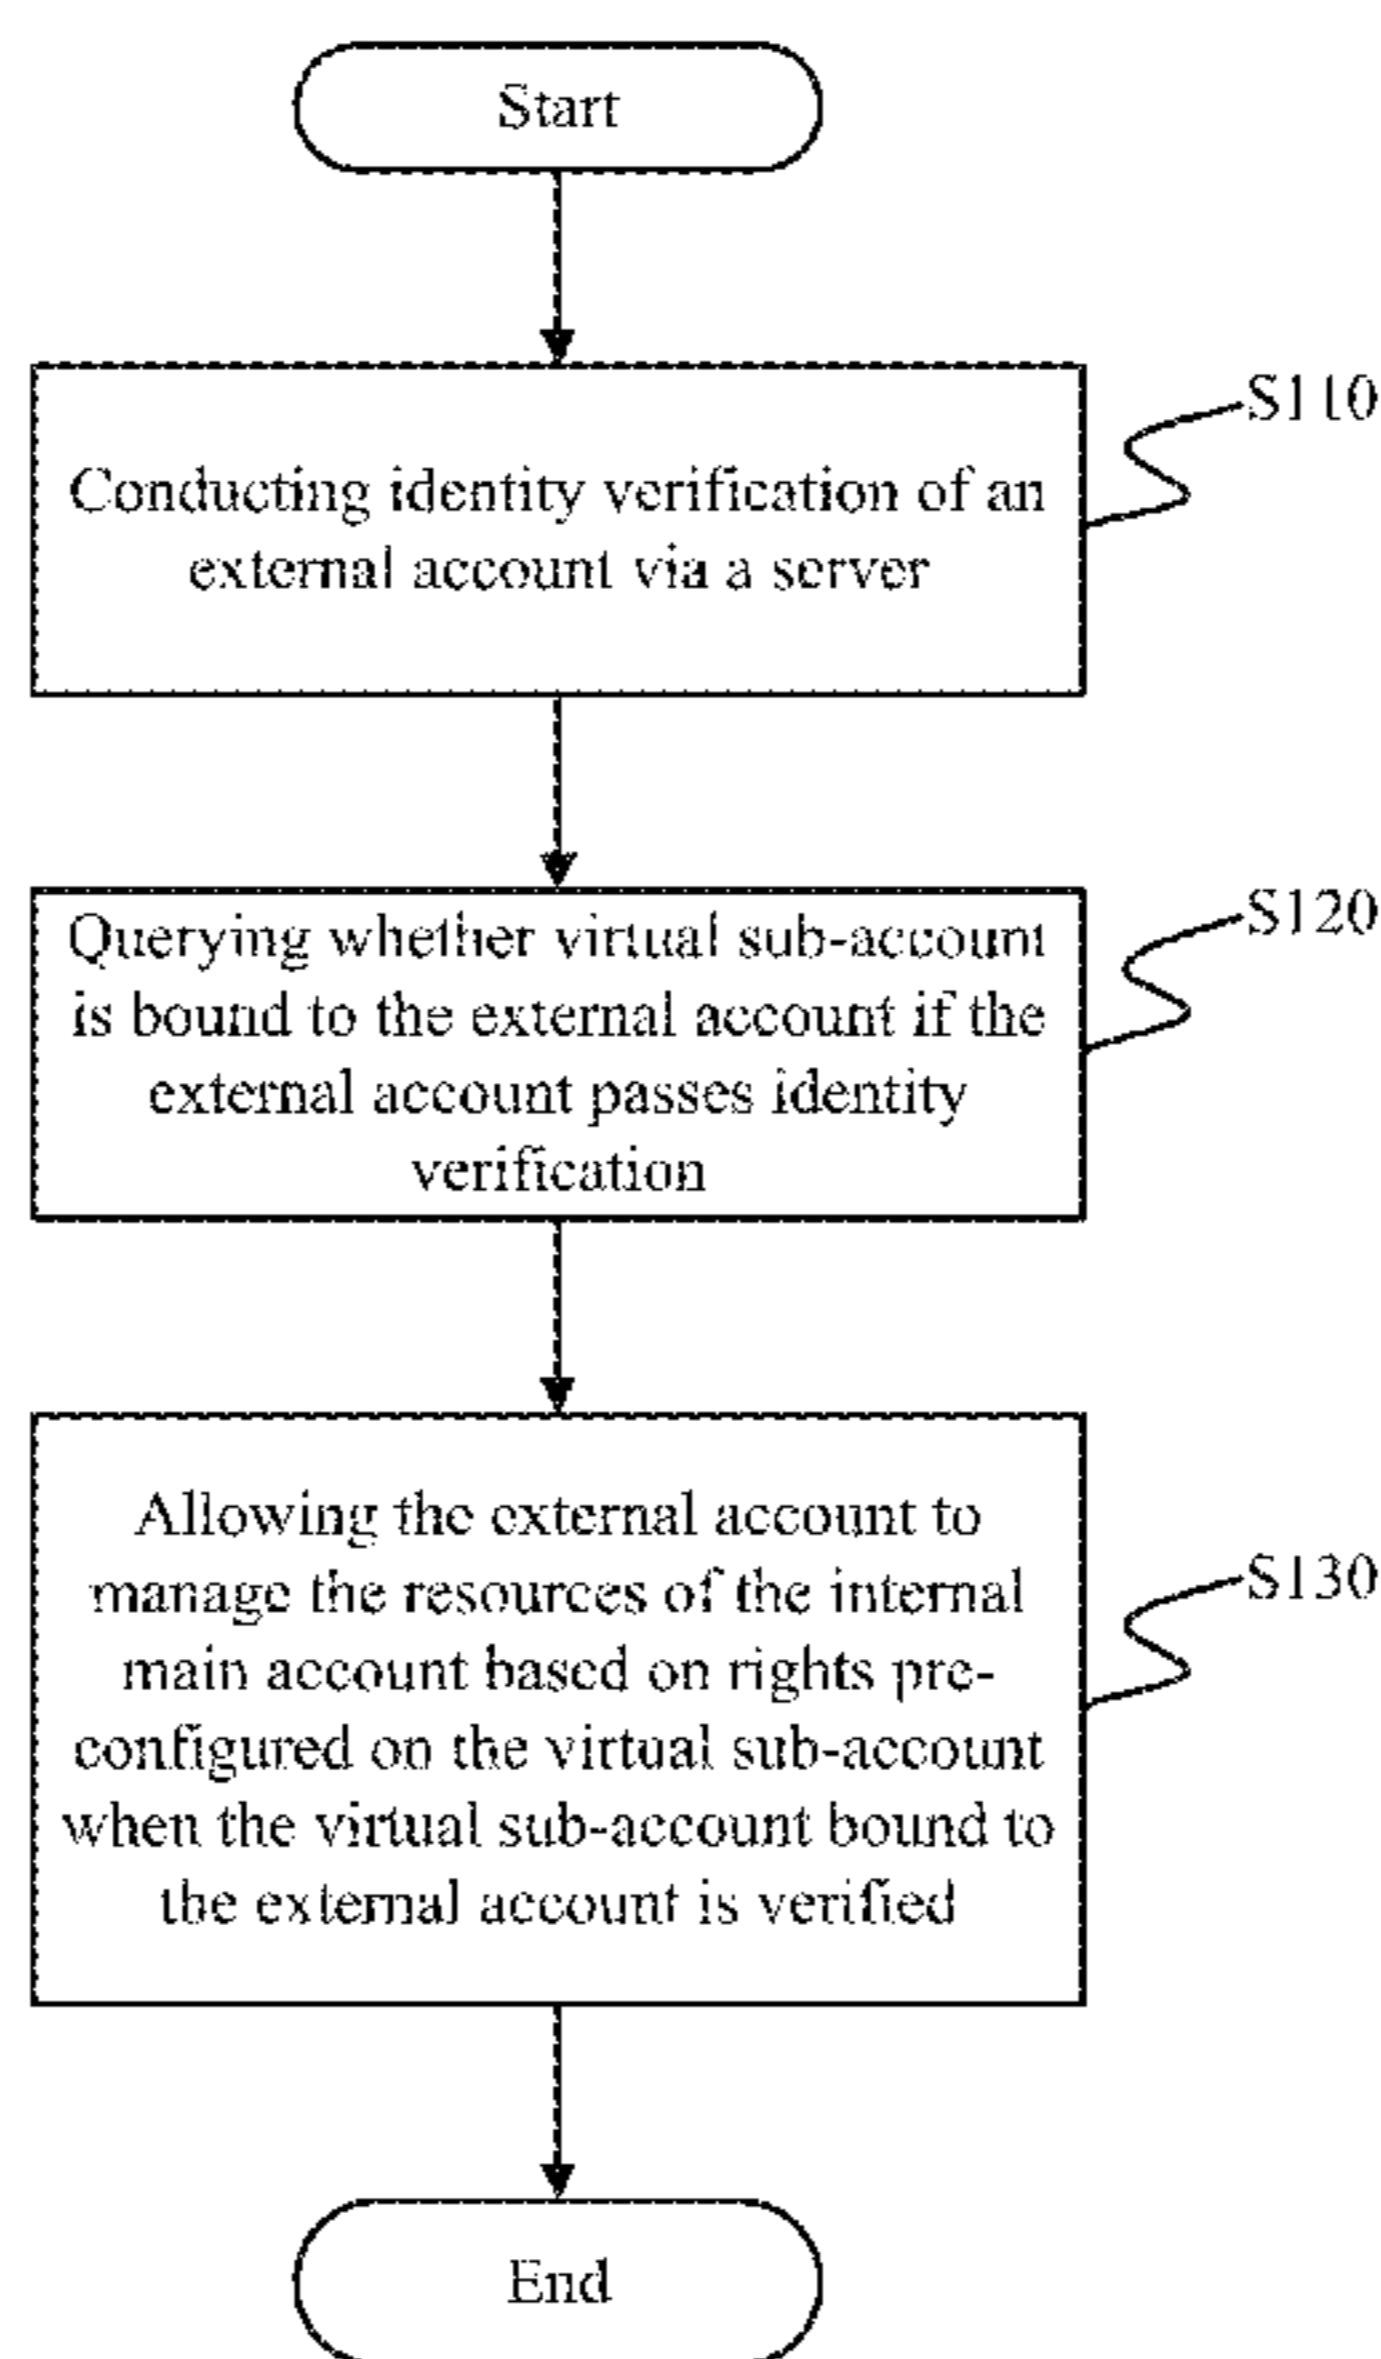 Start
S110
Conducting identity verification of an
external account via a server
S120
Querying whether virtual sub-account
is bound to the external account if the
external account passes identity
verification
Allowing the external account to
manage the resources of the internal
main account based on rights pre-
configured on the virtual sub-account
when the virtual sub-account bound to
the external account is verified
S130
End